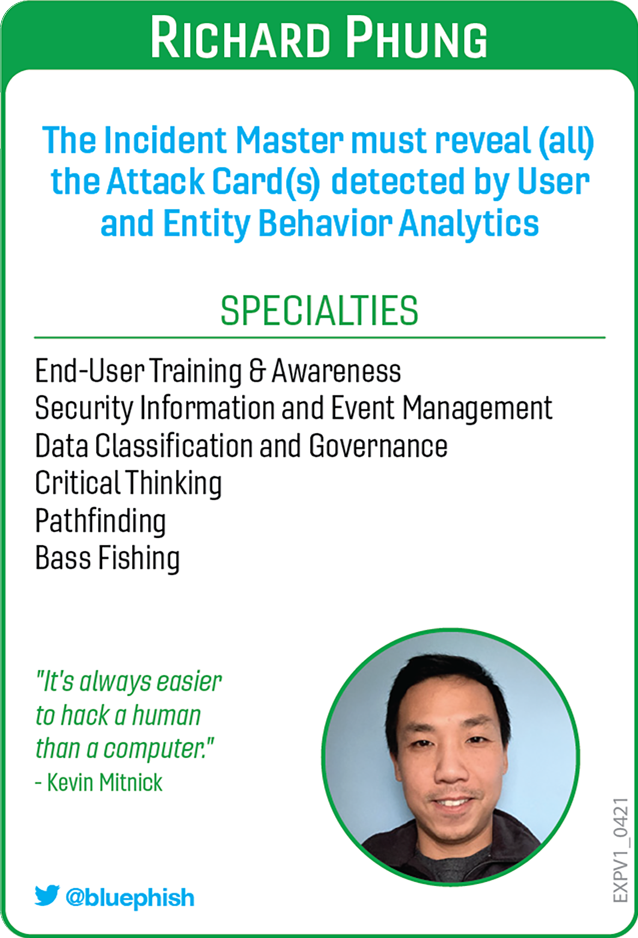 RICHARD PHUNG
The Incident Master must reveal (all)
the Attack Card(s) detected by User
and Entity Behavior Analytics
SPECIALTIES
End-User Training & Awareness
Security Information and Event Management
Data Classification and Governance
Critical Thinking
Pathfinding
Bass Fishing
"It's always easier
to hack a human
than a computer."
- Kevin Mitnick
@bluephish
EXPV1_0421